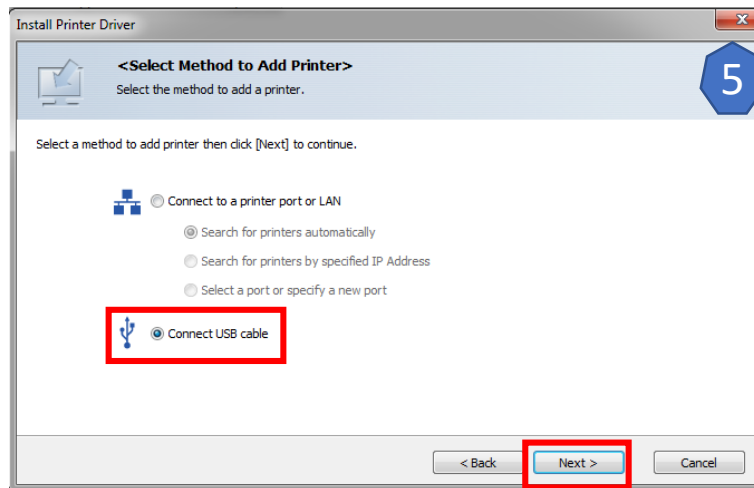 Install Printer Driver
<Select Method to Add Printer>
Select the method to add a printer.
5
Select a method to add printer then click [Next] to continue.
Connect to a printer port or LAN
Search for printers automatically
Search for printers by specified IP Address
Select a port or specify a new port
Connect USB cable
< Back Next > Cancel